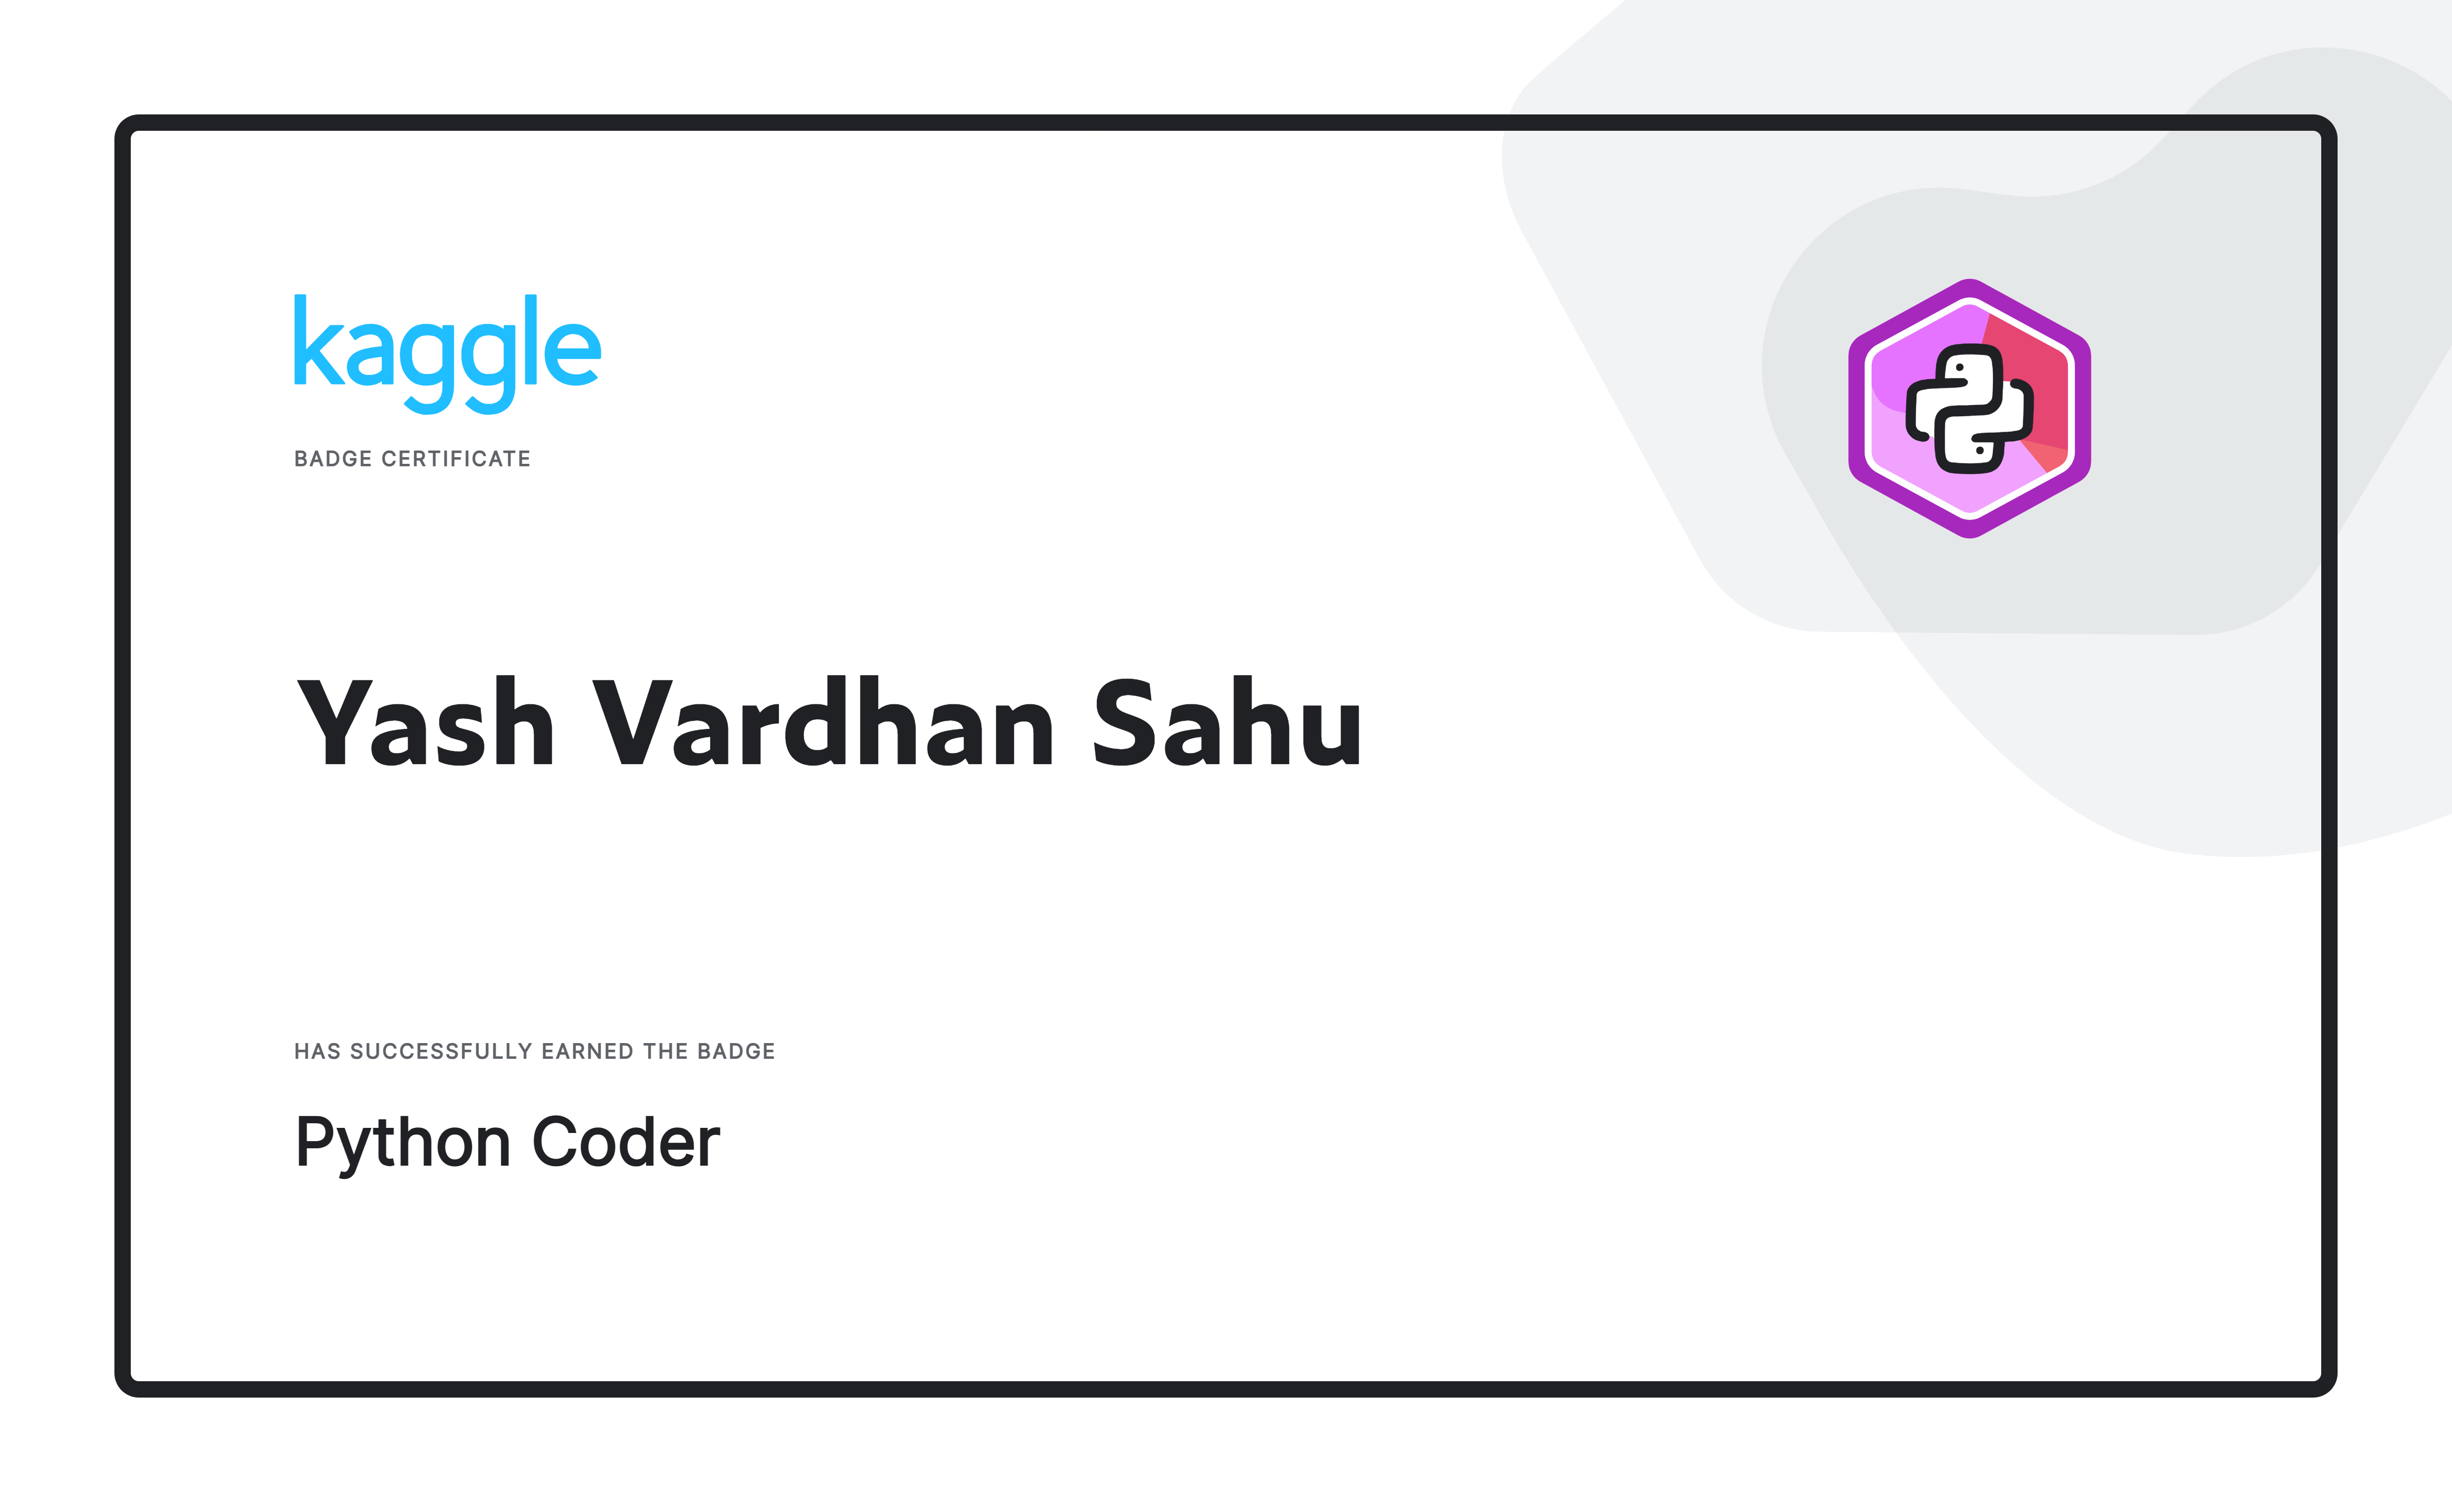 kaggle
BADGE CERTIFICATE
Yash Vardhan Sahu
HAS SUCCESSFULLY EARNED THE BADGE
Python Coder